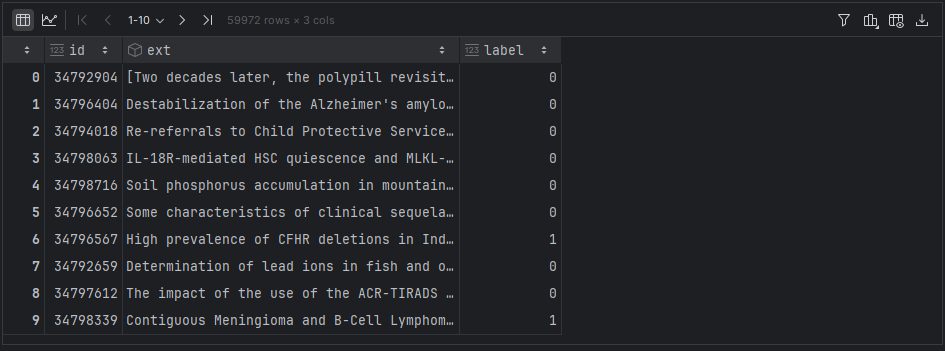 1-10 59972 rows × 3 cols
id ext label
0 34792904 [Two decades later, the polypill revisit… 0
1 34796404 Destabilization of the Alzheimer's amylo… 0
2 34794018 Re-referrals to Child Protective Service… 0
3 34798063 IL-18R-mediated HSC quiescence and MLKL-… 0
4 34798716 Soil phosphorus accumulation in mountain… 0
5 34796652 Some characteristics of clinical sequela… 0
6 34796567 High prevalence of CFHR deletions in Ind… 1
7 34792659 Determination of lead ions in fish and o… 0
8 34797612 The impact of the use of the ACR-TIRADS … 0
9 34798339 Contiguous Meningioma and B-Cell Lymphom… 1